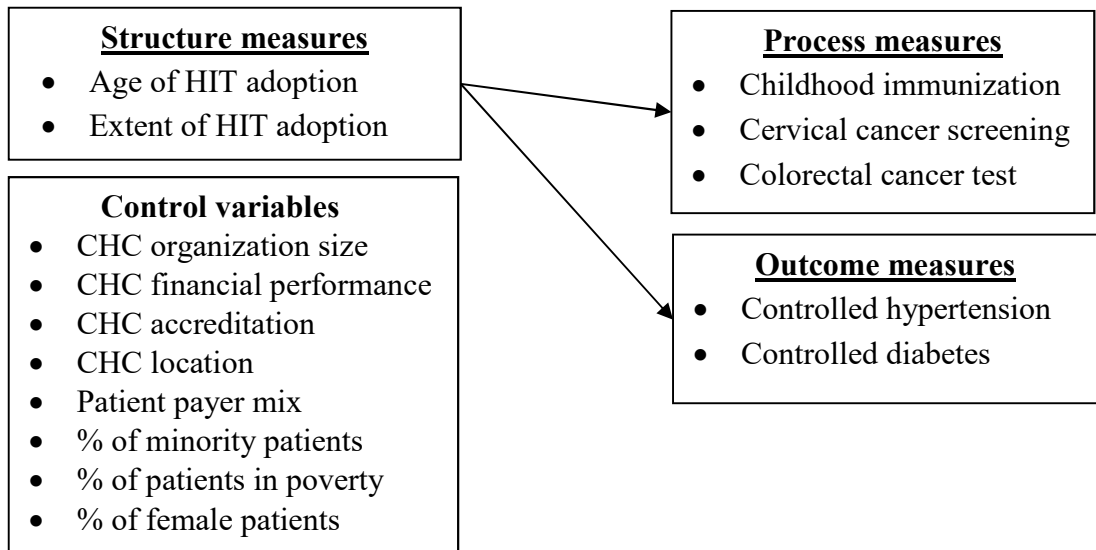 Structure measures
• Age of HIT adoption
• Extent of HIT adoption
Control variables
• CHC organization size
• CHC financial performance
• CHC accreditation
• CHC location
• Patient payer mix
• % of minority patients
• % of patients in poverty
• % of female patients
Process measures
• Childhood immunization
• Cervical cancer screening
• Colorectal cancer test
Outcome measures
• Controlled hypertension
• Controlled diabetes